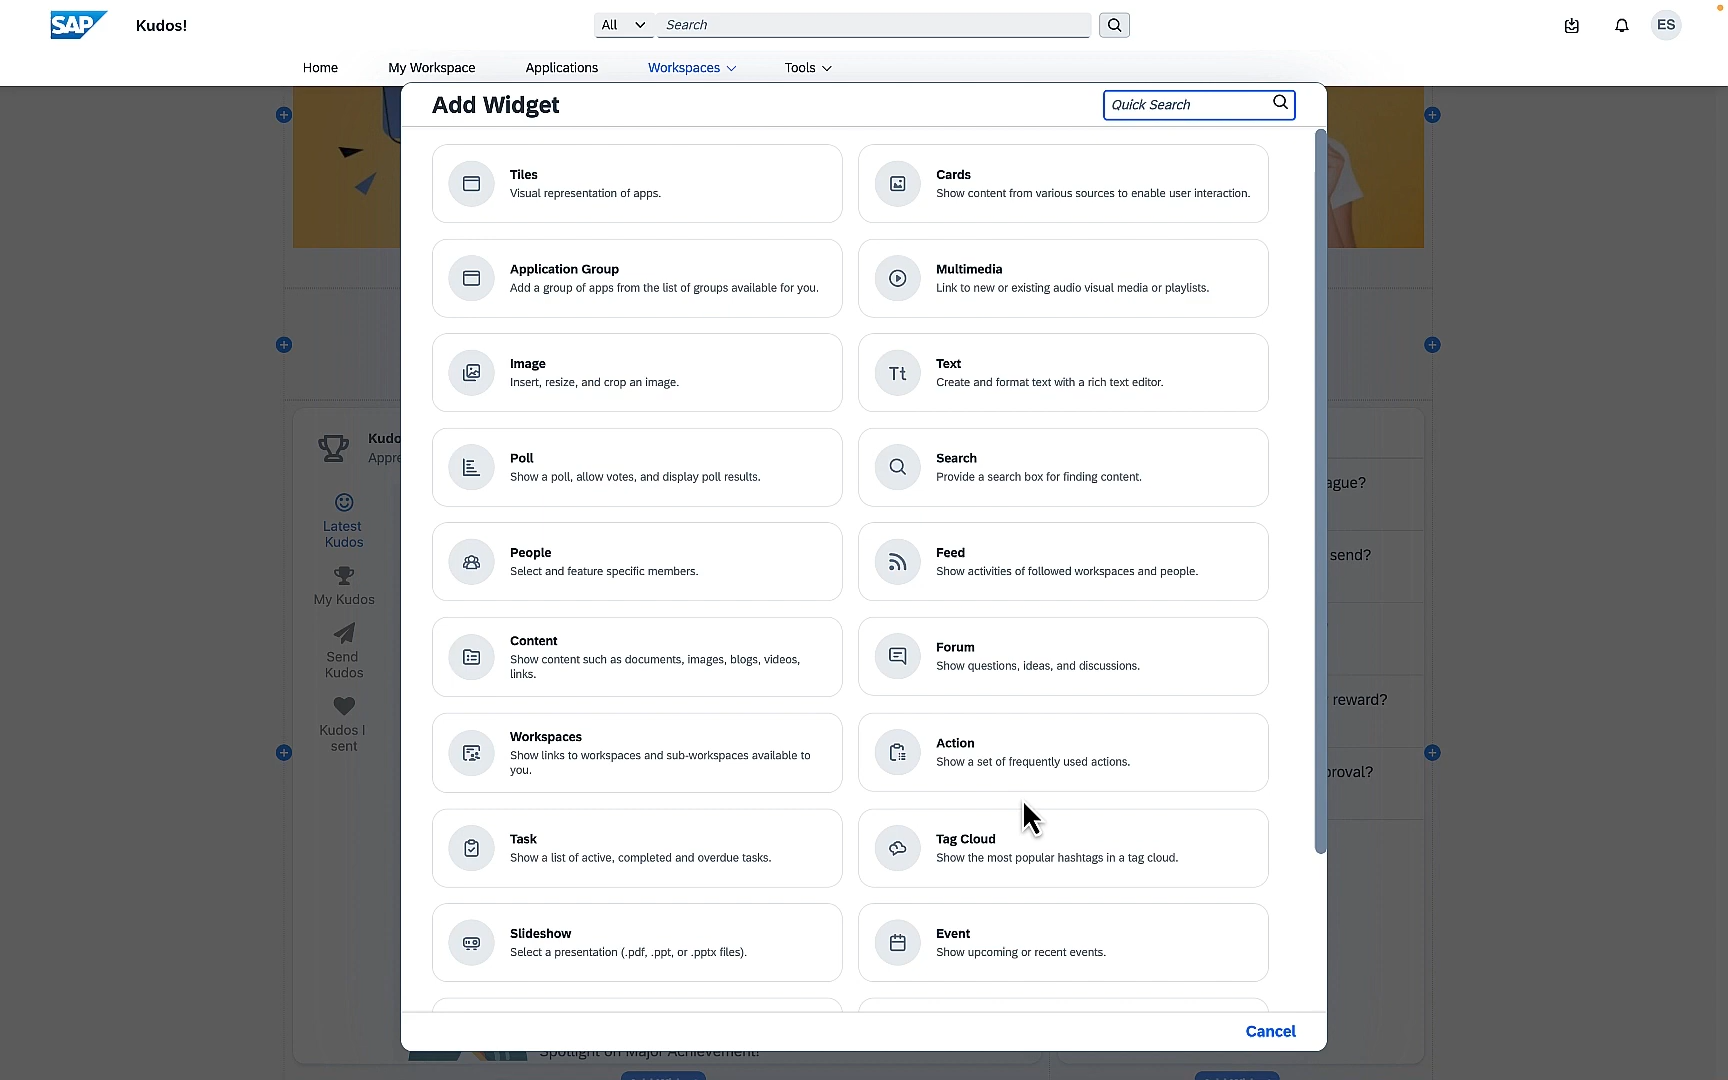 SAP
Kudos!
All
Search
ES
Home
My Workspace
Applications
Workspaces
Tools
Add Widget
Quick Search
Tiles
Visual representation of apps.
Cards
Show content from various sources to enable user interaction.
Application Group
Add a group of apps from the list of groups available for you.
Multimedia
Link to new or existing audio visual media or playlists.
Image
Insert, resize, and crop an image.
Tt
Text
Create and format text with a rich text editor.
Poll
Show a poll, allow votes, and display poll results.
Search
Provide a search box for finding content.
People
Select and feature specific members.
Feed
Show activities of followed workspaces and people.
Content
Show content such as documents, images, blogs, videos,
links.
Forum
Show questions, ideas, and discussions.
Workspaces
Show links to workspaces and sub-workspaces available to
you.
Action
Show a set of frequently used actions.
Task
Show a list of active, completed and overdue tasks.
Tag Cloud
Show the most popular hashtags in a tag cloud.
Slideshow
Select a presentation (.pdf, .ppt, or .pptx files).
Event
Show upcoming or recent events.
Cancel
Kudo
Appre
Latest
Kudos
My Kudos
Send
Kudos
Kudos I
sent
ague?
send?
reward?
proval?
Spotlight on Major Achievement!